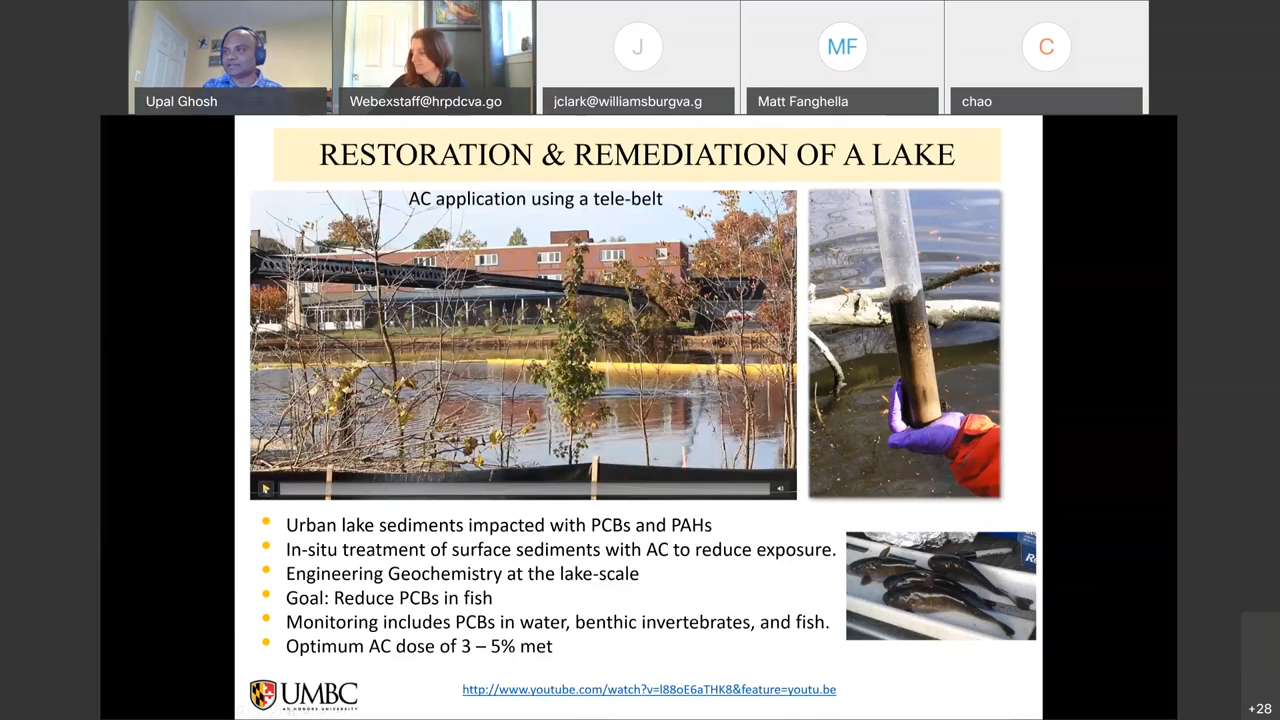 J
MF
C
Upal Ghosh
Webexstaff@hrpdcva.go
jclark@williamsburgva.g
Matt Fanghella
chao
RESTORATION & REMEDIATION OF A LAKE
AC application using a tele-belt
Urban lake sediments impacted with PCBs and PAHs
In-situ treatment of surface sediments with AC to reduce exposure.
Engineering Geochemistry at the lake-scale
Goal: Reduce PCBs in fish
Monitoring includes PCBs in water, benthic invertebrates, and fish.
Optimum AC dose of 3 – 5% met
UMBC
AN HONORS UNIVERSITY
http://www.youtube.com/watch?v=l88oE6aTHK8&feature=youtu.be
+28